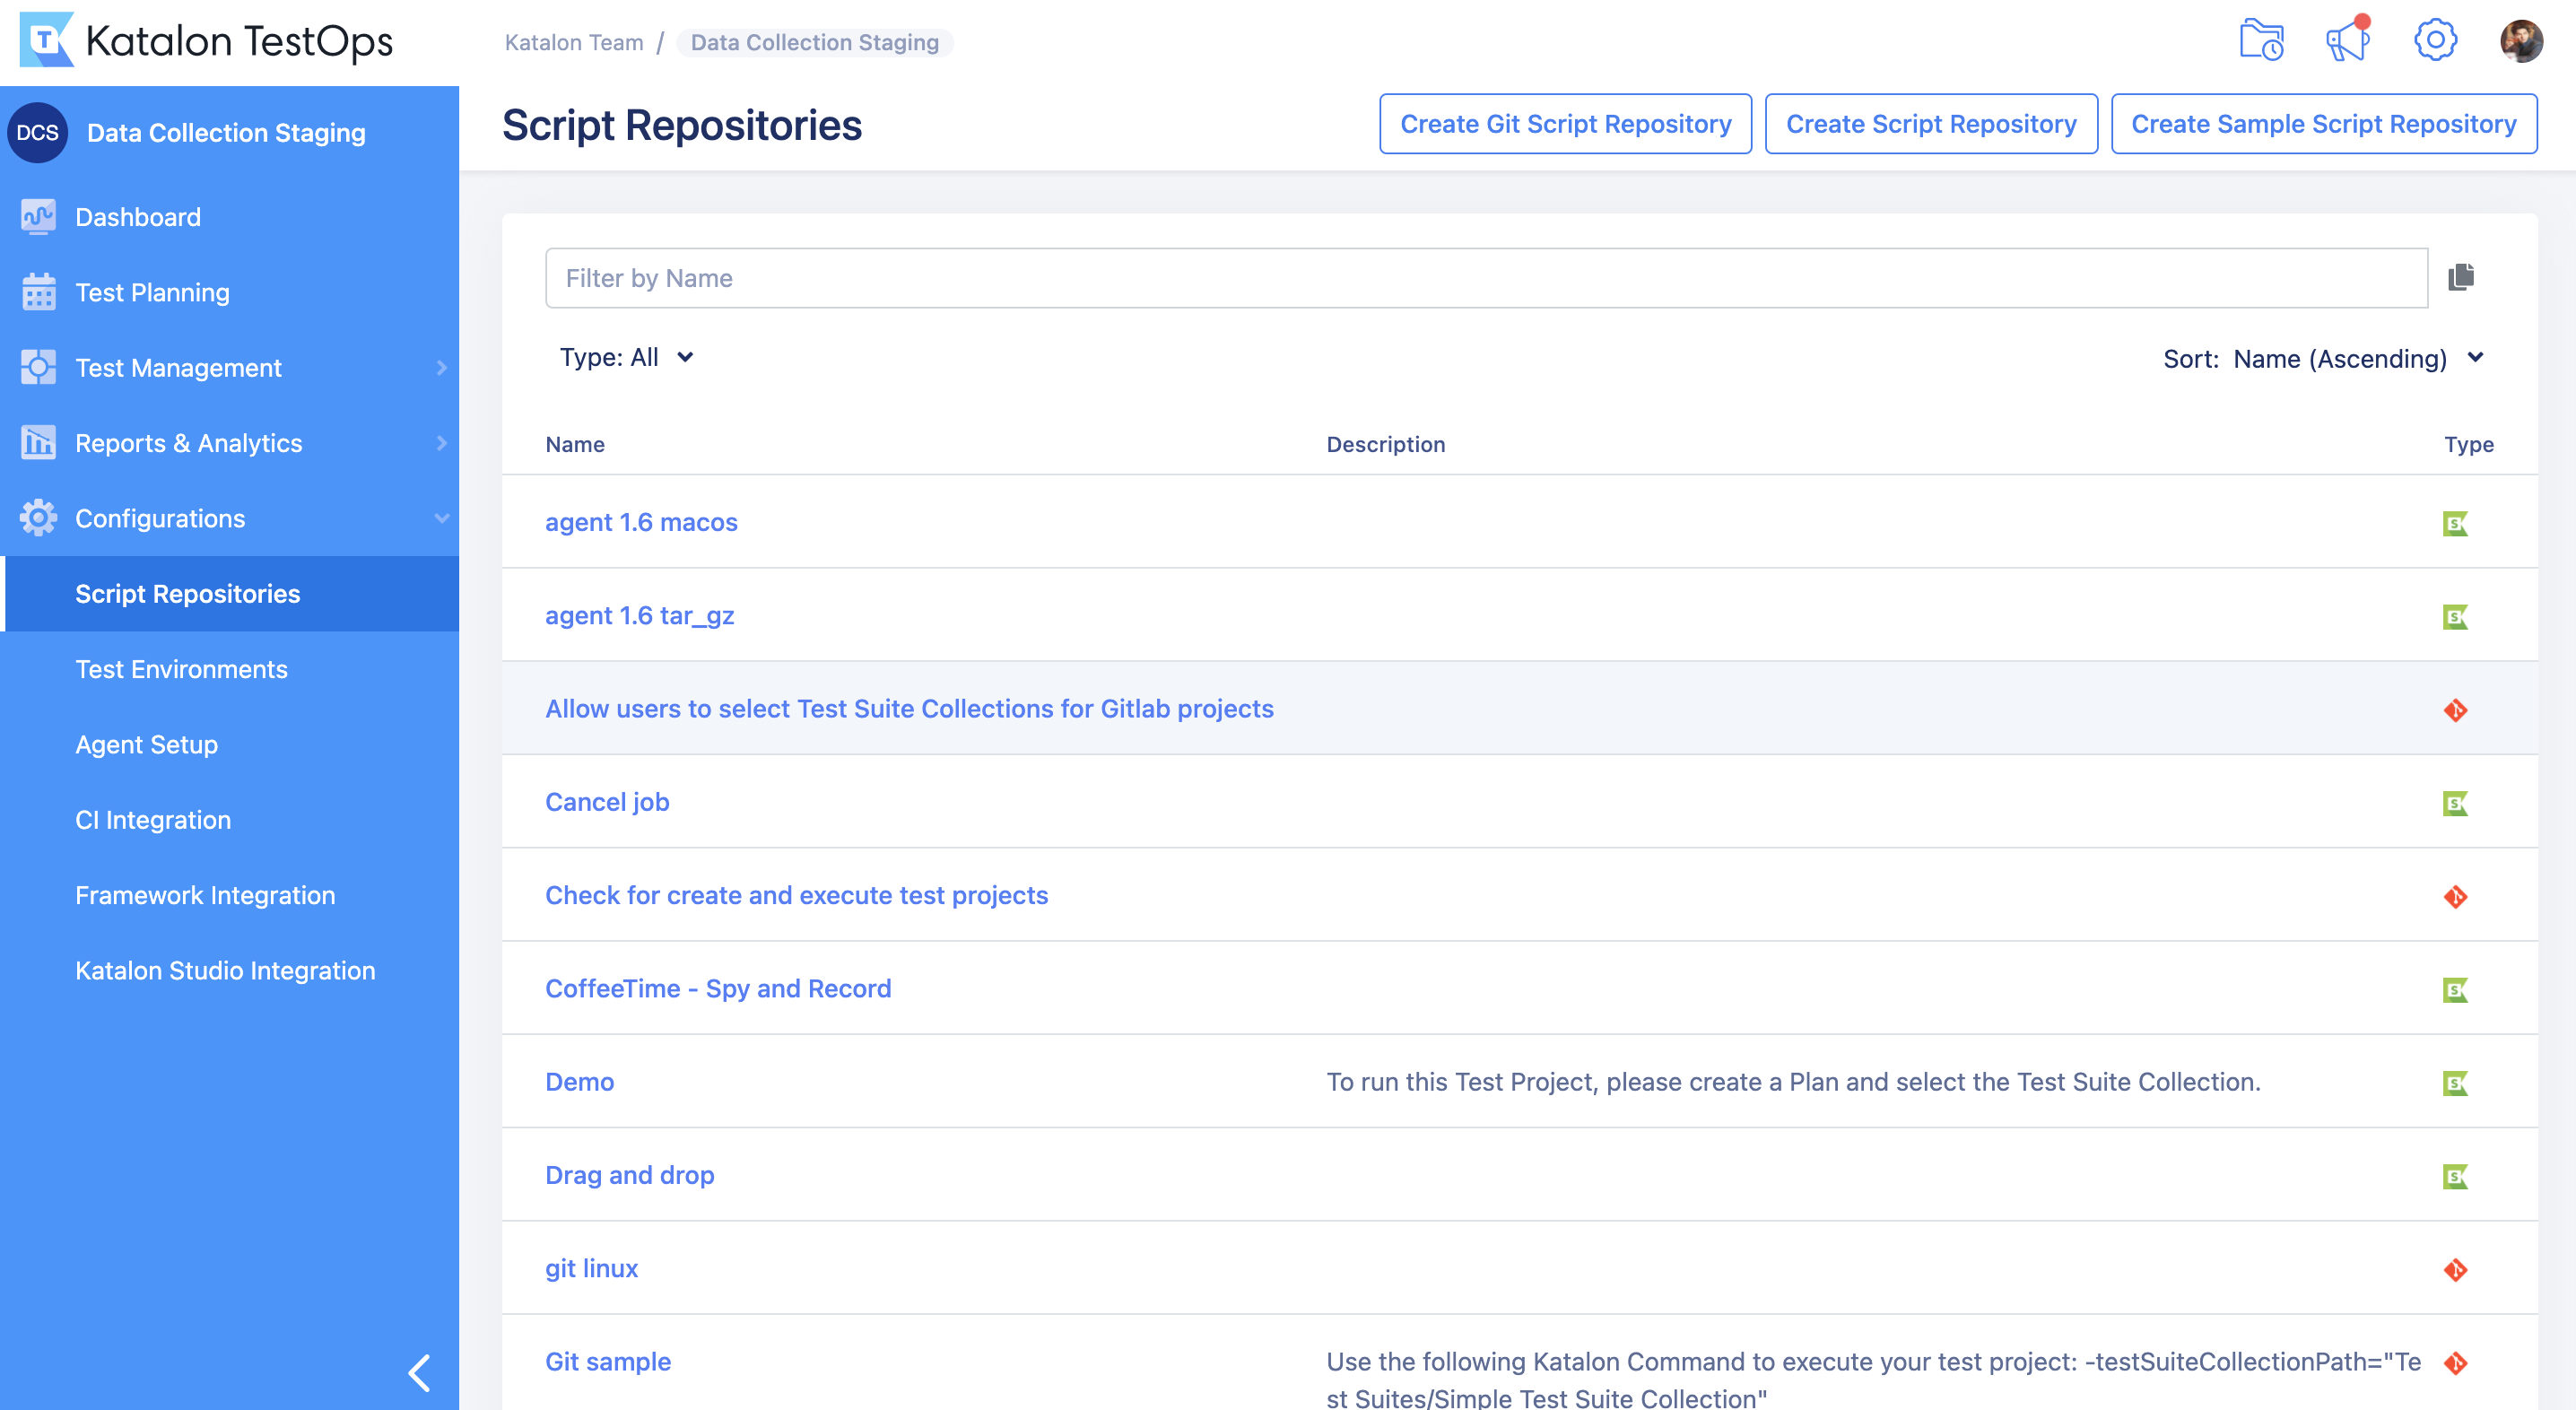 Katalon TestOps
Katalon Team / Data Collection Staging
DCS Data Collection Staging
Dashboard
Test Planning
Test Management
Reports & Analytics
Configurations
Script Repositories
Test Environments
Agent Setup
CI Integration
Framework Integration
Katalon Studio Integration
Script Repositories
Create Git Script Repository
Create Script Repository
Create Sample Script Repository
Filter by Name
Type: All
Sort: Name (Ascending)
Name Description Type
agent 1.6 macos
agent 1.6 tar_gz
Allow users to select Test Suite Collections for Gitlab projects
Cancel job
Check for create and execute test projects
CoffeeTime - Spy and Record
Demo To run this Test Project, please create a Plan and select the Test Suite Collection.
Drag and drop
git linux
Git sample Use the following Katalon Command to execute your test project: -testSuiteCollectionPath="Te
st Suites/Simple Test Suite Collection"